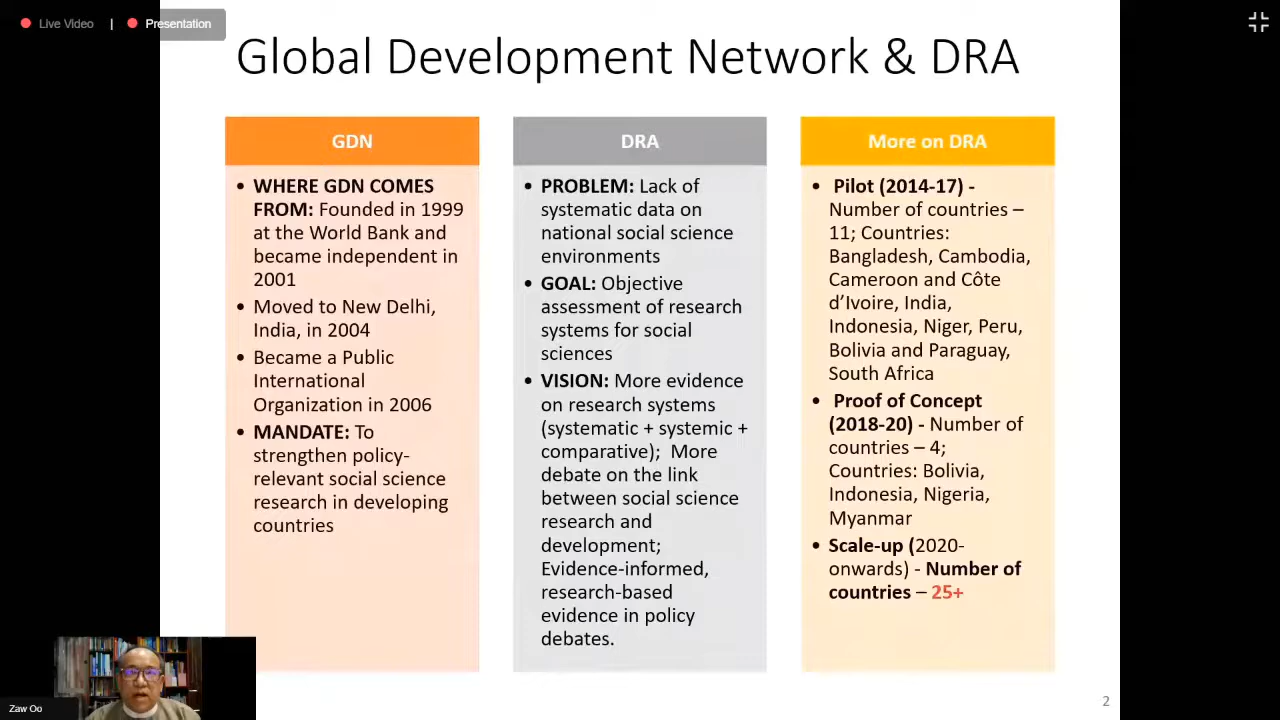 Live Video | Presentation
Global Development Network & DRA
GDN
• WHERE GDN COMES
FROM: Founded in 1999
at the World Bank and
became independent in
2001
• Moved to New Delhi,
India, in 2004
• Became a Public
International
Organization in 2006
• MANDATE: To
strengthen policy-
relevant social science
research in developing
countries
DRA
• PROBLEM: Lack of
systematic data on
national social science
environments
• GOAL: Objective
assessment of research
systems for social
sciences
• VISION: More evidence
on research systems
(systematic + systemic +
comparative); More
debate on the link
between social science
research and
development;
Evidence-informed,
research-based
evidence in policy
debates.
More on DRA
• Pilot (2014-17) -
Number of countries –
11; Countries:
Bangladesh, Cambodia,
Cameroon and Côte
d’Ivoire, India,
Indonesia, Niger, Peru,
Bolivia and Paraguay,
South Africa
• Proof of Concept
(2018-20) - Number of
countries – 4;
Countries: Bolivia,
Indonesia, Nigeria,
Myanmar
• Scale-up (2020-
onwards) - Number of
countries – 25+
Zaw Oo
2